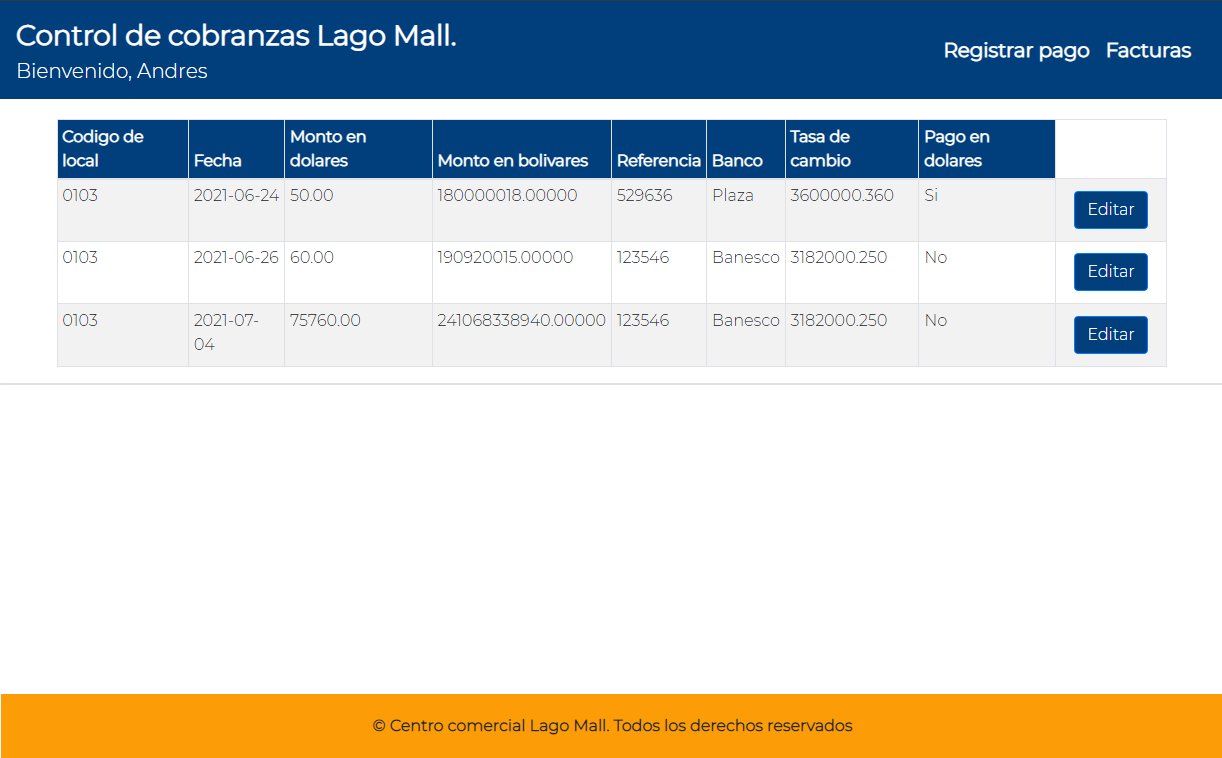 Control de cobranzas Lago Mall.
Bienvenido, Andres
Registrar pago Facturas
Codigo de local Fecha Monto en dolares Monto en bolivares Referencia Banco Tasa de cambio Pago en dolares
0103 2021-06-24 50.00 180000018.00000 529636 Plaza 3600000.360 Si Editar
0103 2021-06-26 60.00 190920015.00000 123546 Banesco 3182000.250 No Editar
0103 2021-07-04 75760.00 241068338940.00000 123546 Banesco 3182000.250 No Editar
© Centro comercial Lago Mall. Todos los derechos reservados